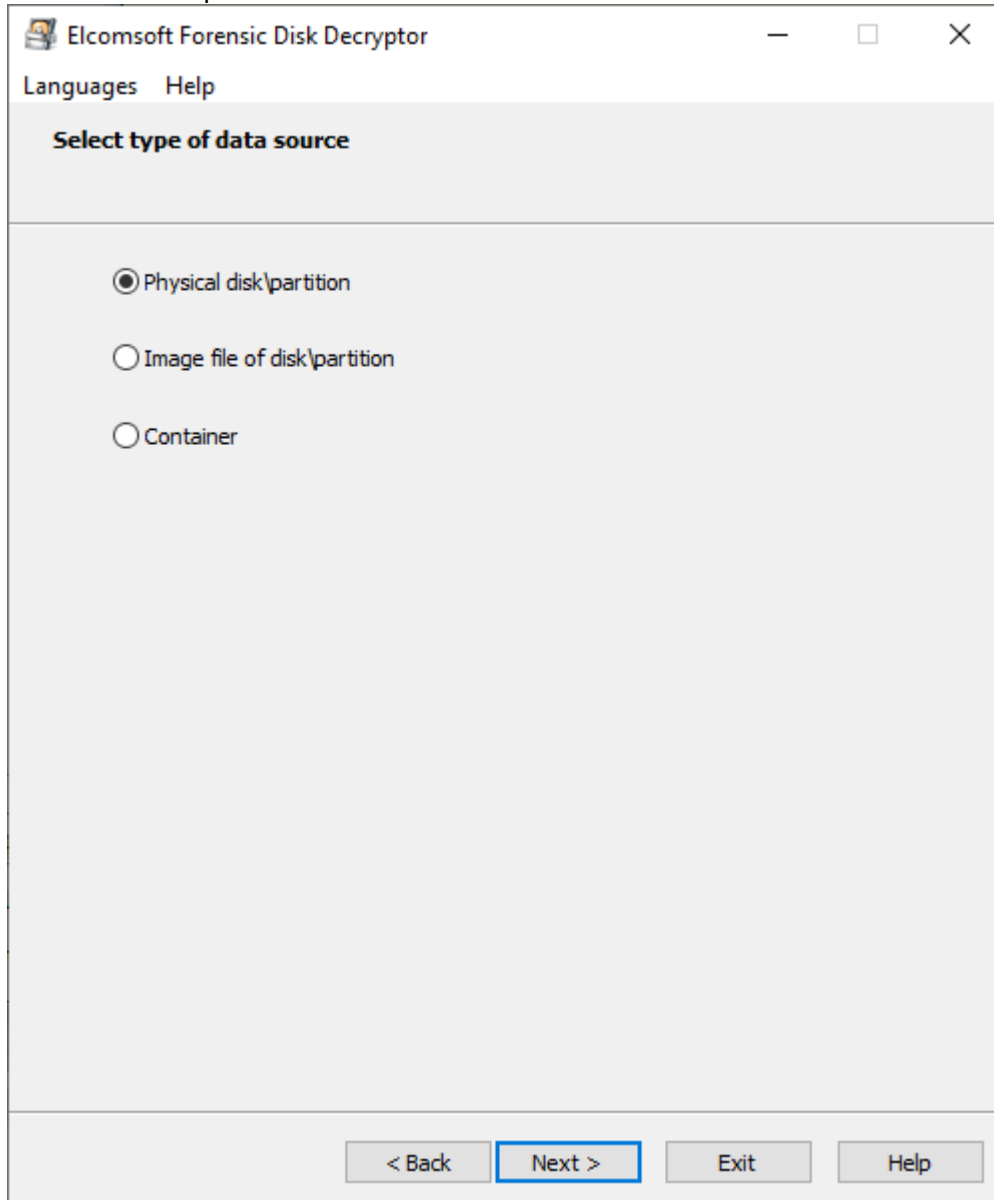 Elcomsoft Forensic Disk Decryptor
Languages Help
Select type of data source
Physical disk\partition
Image file of disk\partition
Container
< Back Next > Exit Help